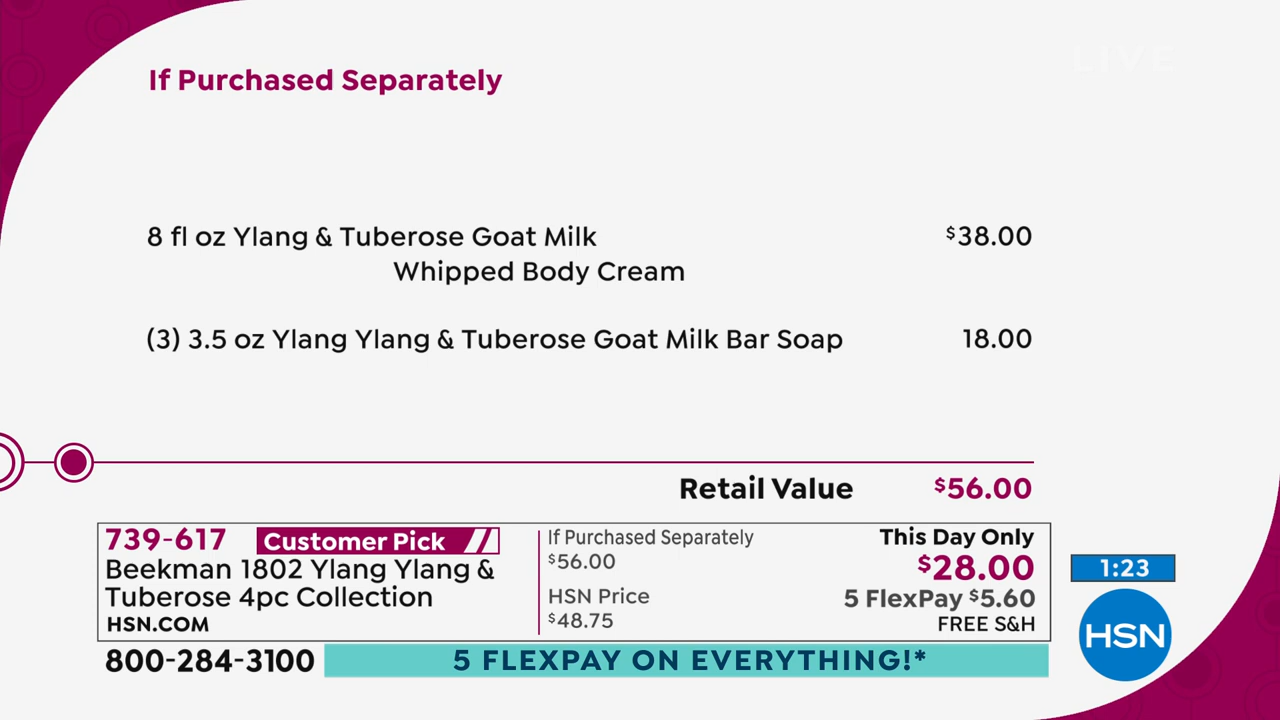 LIVE
If Purchased Separately
8 fl oz Ylang & Tuberose Goat Milk $38.00
Whipped Body Cream
(3) 3.5 oz Ylang Ylang & Tuberose Goat Milk Bar Soap 18.00
Retail Value $56.00
739-617 Customer Pick
Beekman 1802 Ylang Ylang &
Tuberose 4pc Collection
HSN.COM
If Purchased Separately
$56.00
HSN Price
$48.75
This Day Only
$28.00
5 FlexPay $5.60
FREE S&H
1:23
HSN
800-284-3100 5 FLEXPAY ON EVERYTHING!*